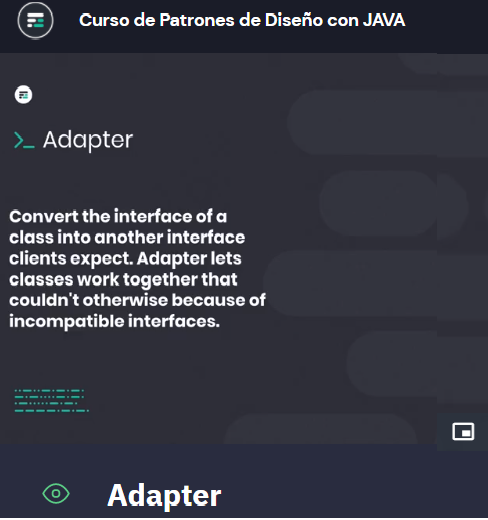 Curso de Patrones de Diseño con JAVA
Adapter
Convert the interface of a
class into another interface
clients expect. Adapter lets
classes work together that
couldn't otherwise because of
incompatible interfaces.
Adapter